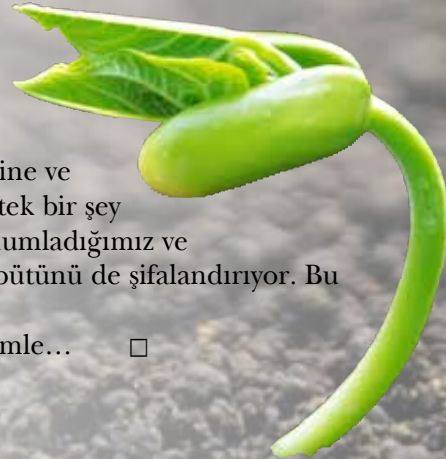 ine ve
tek bir şey
umladığımız ve
bütünü de şifalandırıyor. Bu
mle… □